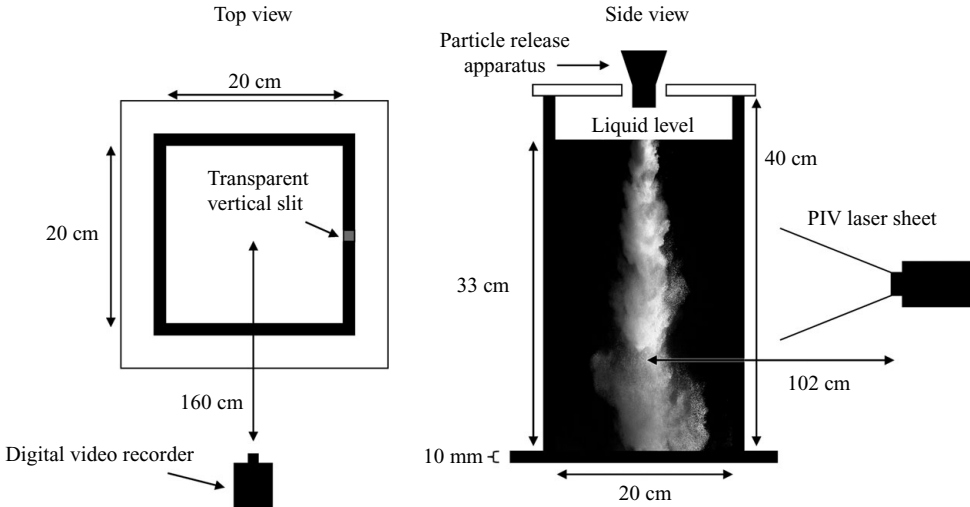 Top view
20 cm
20 cm
Transparent
vertical slit
160 cm
Digital video recorder
Side view
Particle release
apparatus
Liquid level
40 cm
PIV laser sheet
33 cm
102 cm
10 mm
20 cm